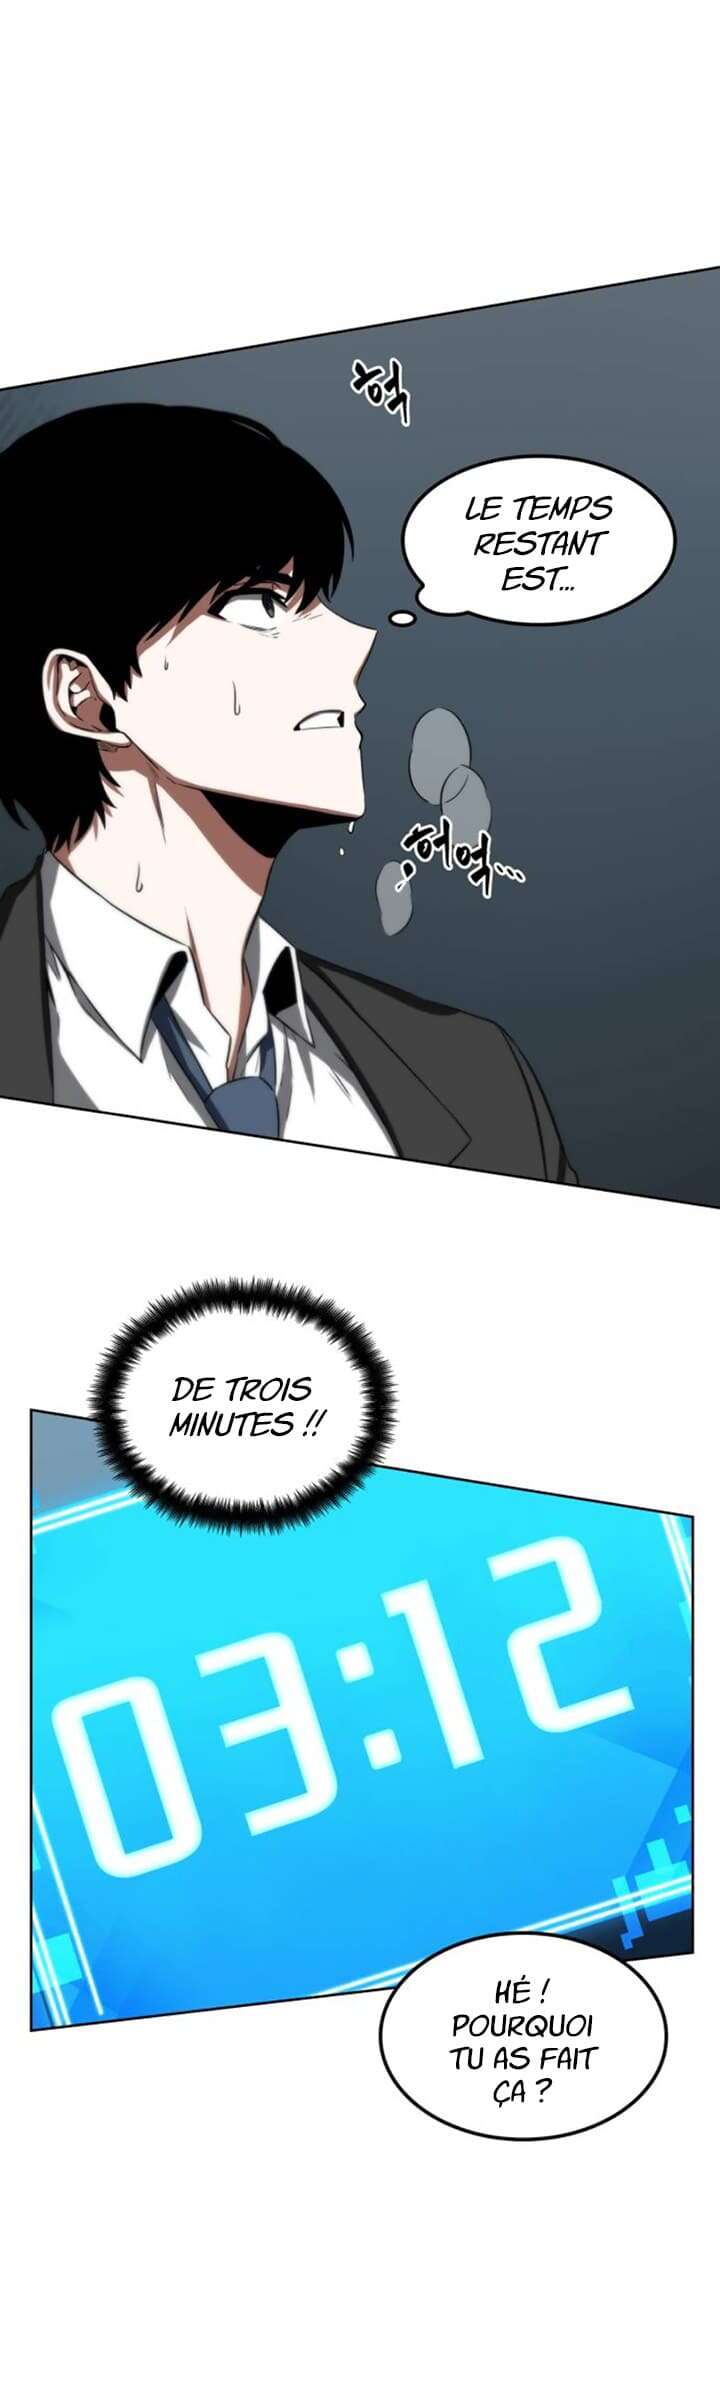 헉
LE TEMPS
RESTANT
EST...
허억...
DE TROIS
MINUTES !!
03:12
HÉ !
POURQUOI
TU AS FAIT
ÇA ?